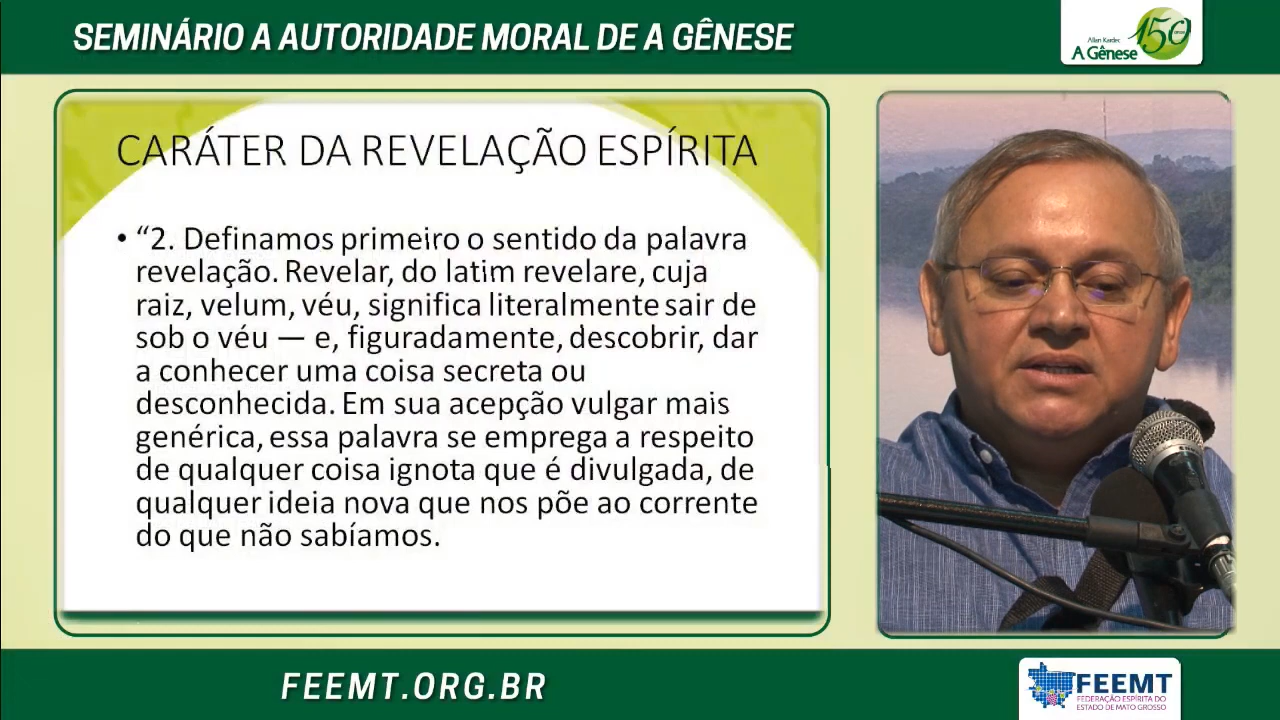 SEMINÁRIO A AUTORIDADE MORAL DE A GÊNESE
Allan Kardec
A Gênese
150
CARÁTER DA REVELAÇÃO ESPÍRITA
• “2. Definamos primeiro o sentido da palavra
revelação. Revelar, do latim revelare, cuja
raiz, velum, véu, significa literalmente sair de
sob o véu — e, figuradamente, descobrir, dar
a conhecer uma coisa secreta ou
desconhecida. Em sua acepção vulgar mais
genérica, essa palavra se emprega a respeito
de qualquer coisa ignota que é divulgada, de
qualquer ideia nova que nos põe ao corrente
do que não sabíamos.
FEEMT.ORG.BR
FEEMT
FEDERAÇÃO ESPÍRITA DO
ESTADO DE MATO GROSSO